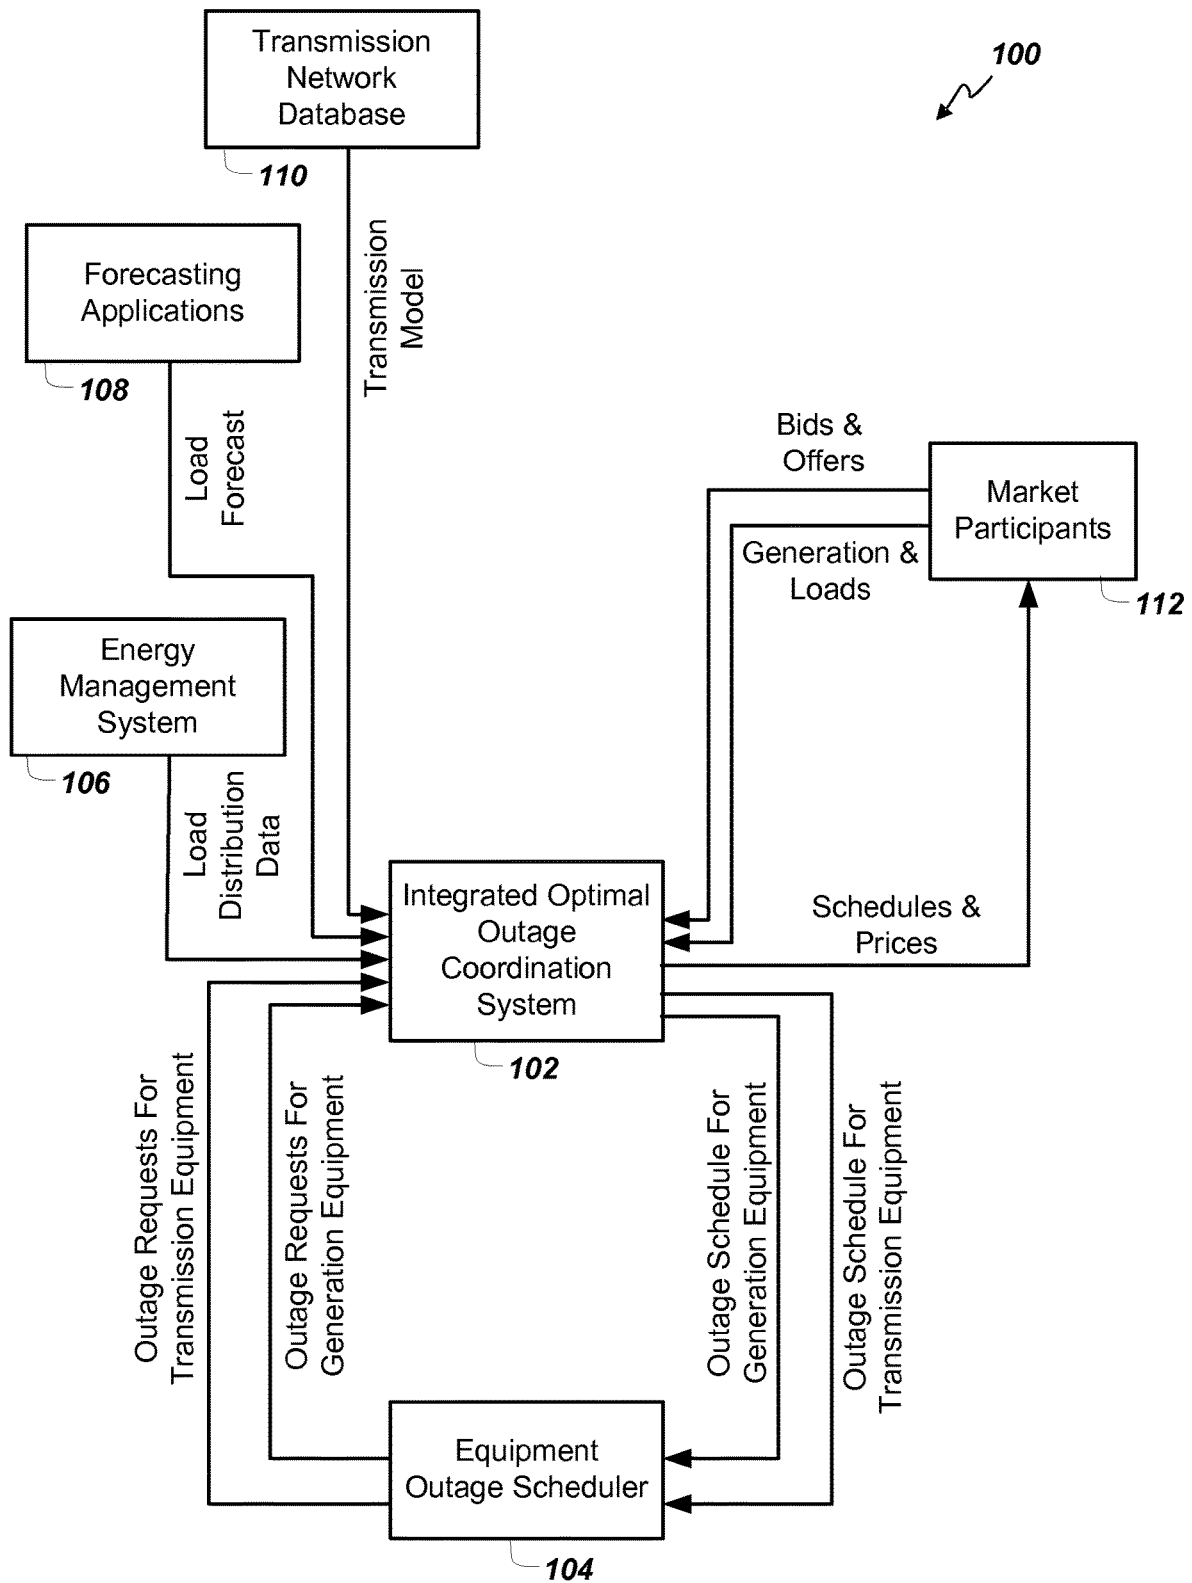 Transmission
Network
Database
110
100
Transmission
Model
Forecasting
Applications
108
Load
Forecast
Bids &
Offers
Market
Participants
112
Generation &
Loads
Energy
Management
System
106
Load
Distribution
Data
Integrated Optimal
Outage
Coordination
System
102
Schedules &
Prices
Outage Requests For
Transmission Equipment
Outage Requests For
Generation Equipment
Outage Schedule For
Generation Equipment
Outage Schedule For
Transmission Equipment
Equipment
Outage Scheduler
104